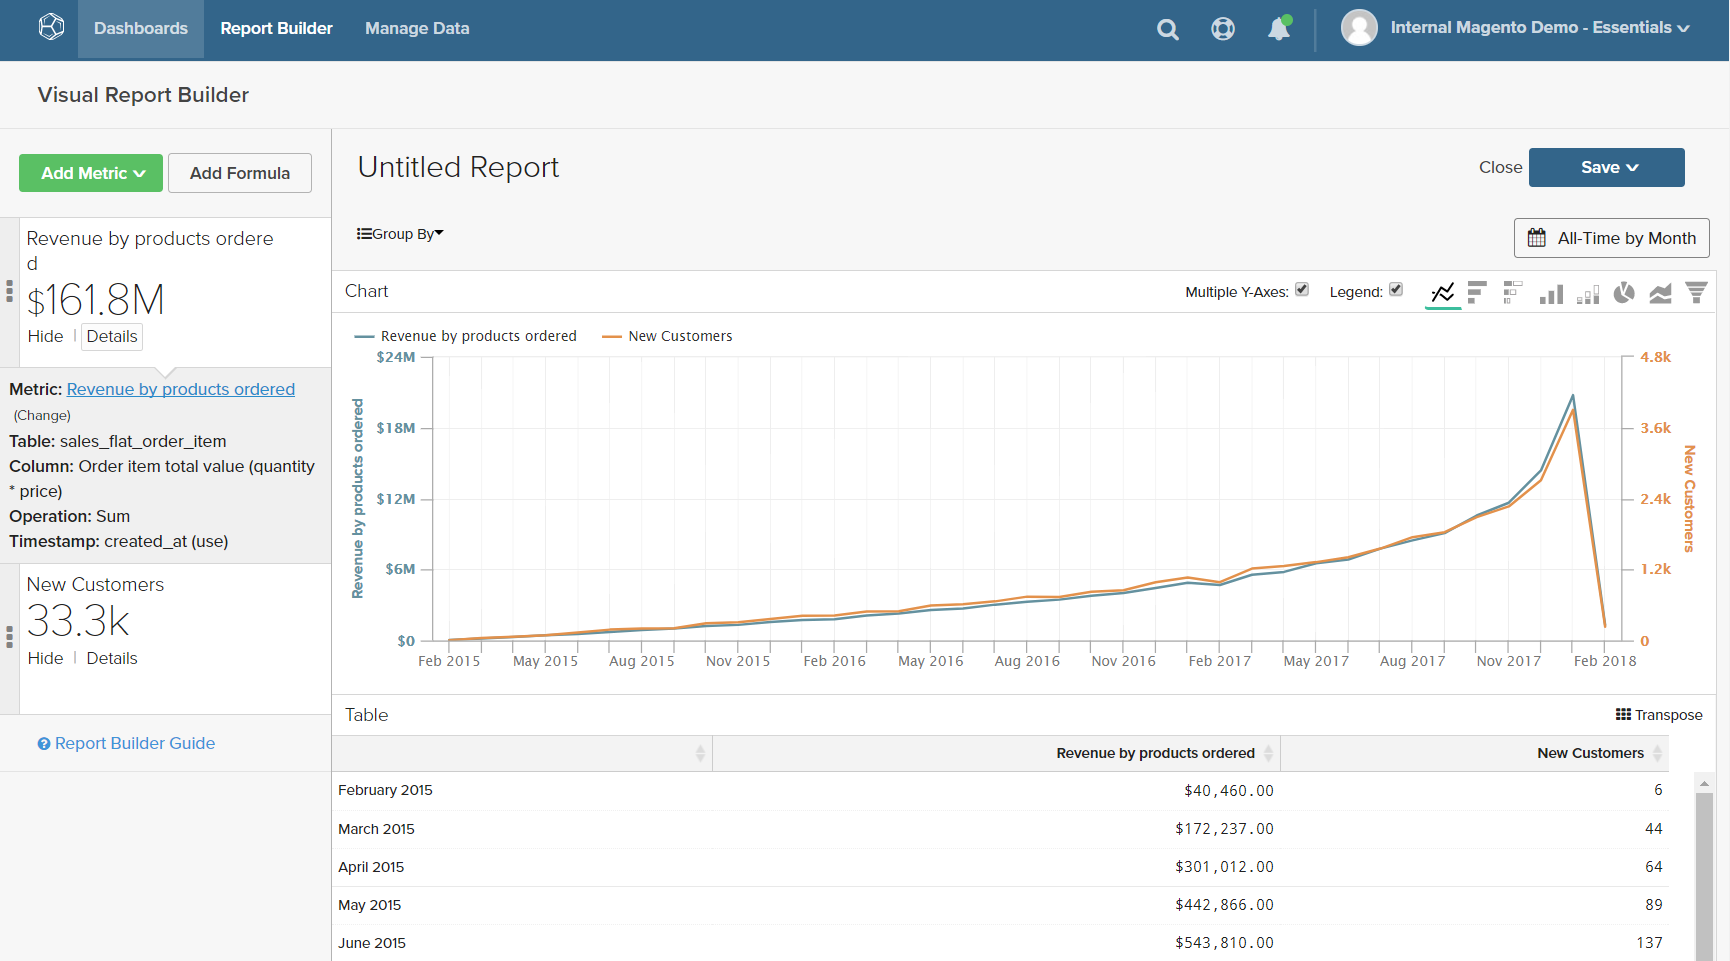 Dashboards Report Builder Manage Data Internal Magento Demo - Essentials
Visual Report Builder
Add Metric Add Formula
Untitled Report
Close Save
Group By
All-Time by Month
Revenue by products ordere
d
$161.8M
Hide | Details
Metric: Revenue by products ordered
(Change)
Table: sales_flat_order_item
Column: Order item total value (quantity
* price)
Operation: Sum
Timestamp: created_at (use)
New Customers
33.3k
Hide | Details
Report Builder Guide
Chart
Multiple Y-Axes: Legend:
Revenue by products ordered New Customers
Revenue by products ordered
$24M
$18M
$12M
$6M
$0
4.8k
3.6k
2.4k
1.2k
0
New Customers
Feb 2015 May 2015 Aug 2015 Nov 2015 Feb 2016 May 2016 Aug 2016 Nov 2016 Feb 2017 May 2017 Aug 2017 Nov 2017 Feb 2018
Table
Transpose
Revenue by products ordered New Customers
February 2015 $40,460.00 6
March 2015 $172,237.00 44
April 2015 $301,012.00 64
May 2015 $442,866.00 89
June 2015 $543,810.00 137